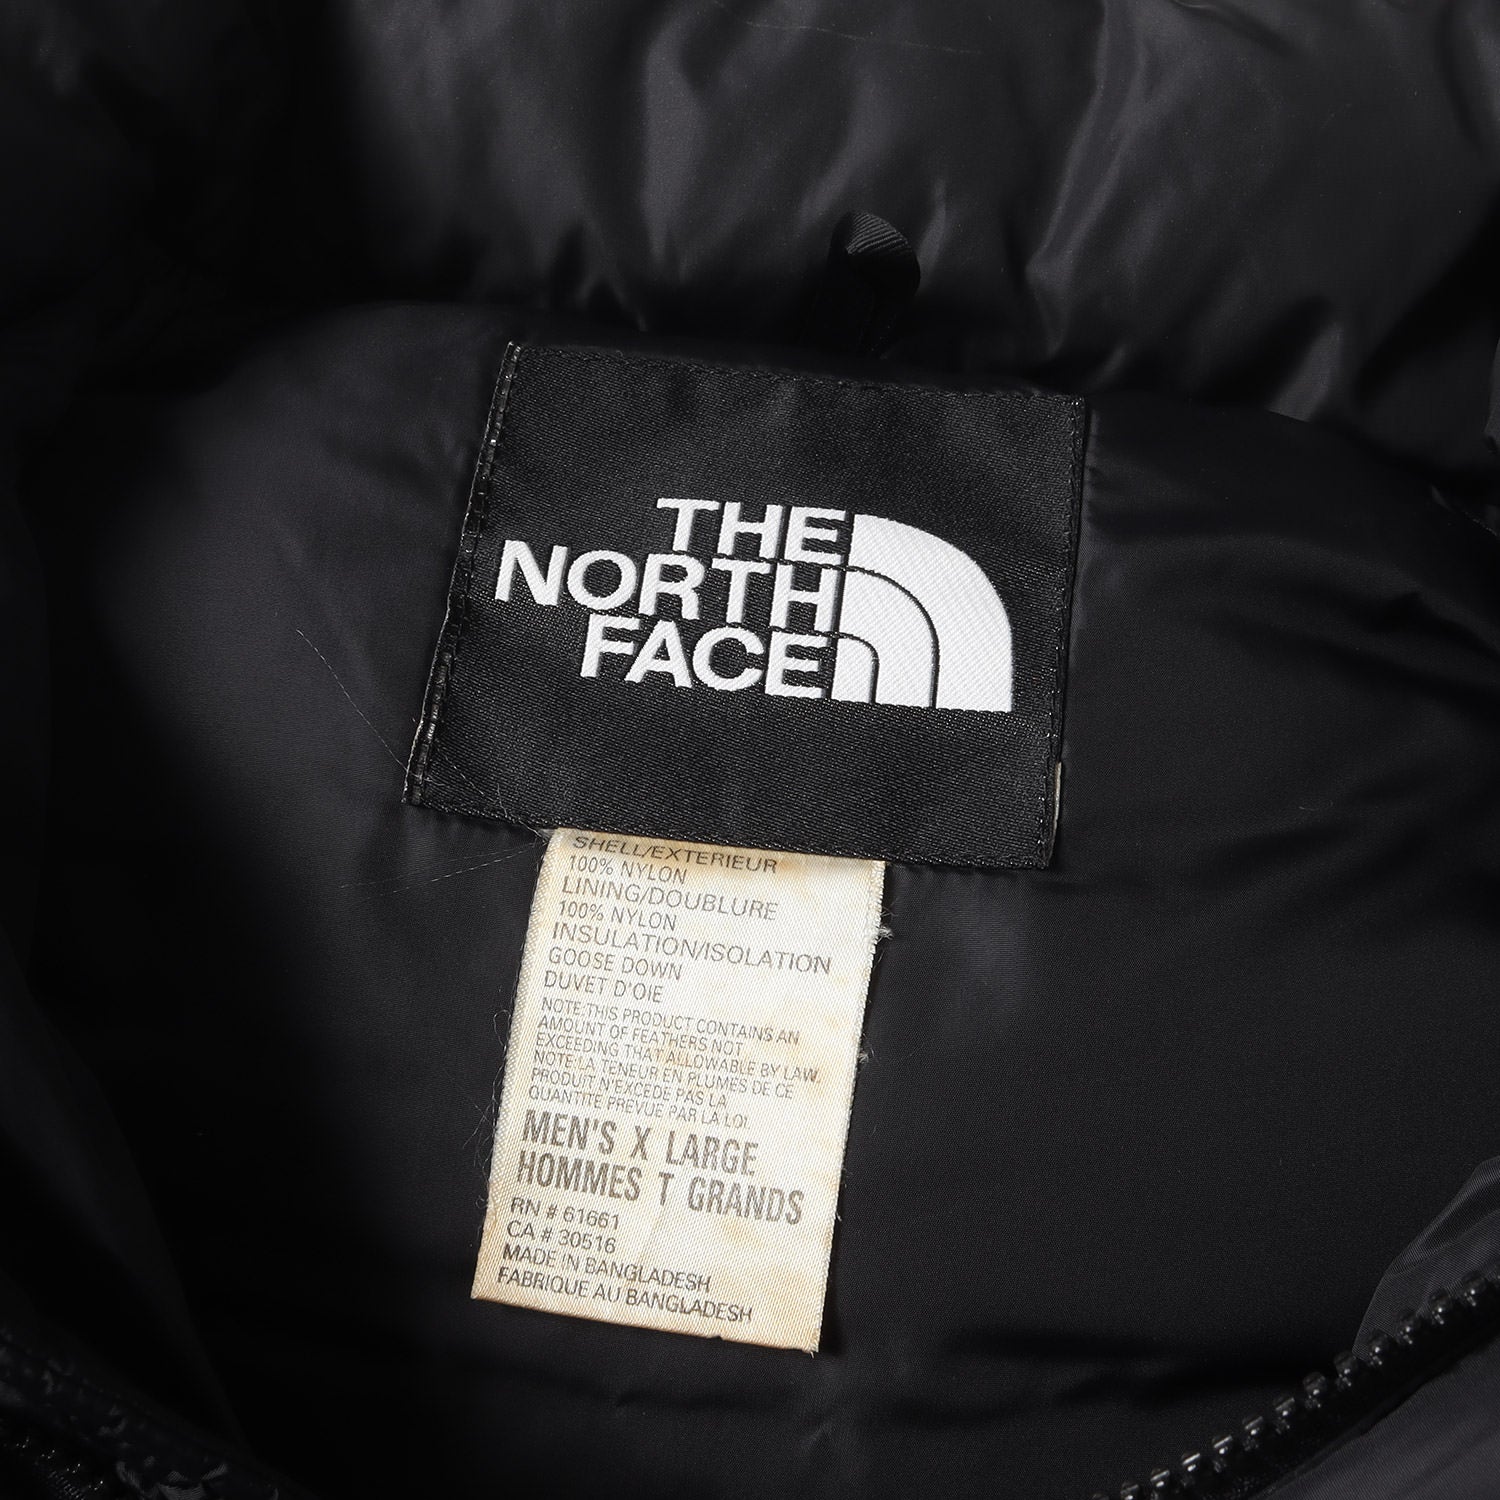 THE
NORTH
FACE
SHELL/EXTERIEUR
100% NYLON
LINING/DOUBLURE
100% NYLON
INSULATION/ISOLATION
GOOSE DOWN
DUVET D'OIE
NOTE:THIS PRODUCT CONTAINS AN
AMOUNT OF FEATHERS NOT
EXCEEDING THAT ALLOWABLE BY LAW.
NOTE:LA TENEUR EN PLUMES DE CE
PRODUIT N'EXCEDE PAS LA
QUANTITE PREVUE PAR LA LOI.
MEN'S X LARGE
HOMMES T GRANDS
RN # 61661
CA # 30516
MADE IN BANGLADESH
FABRIQUE AU BANGLADESH